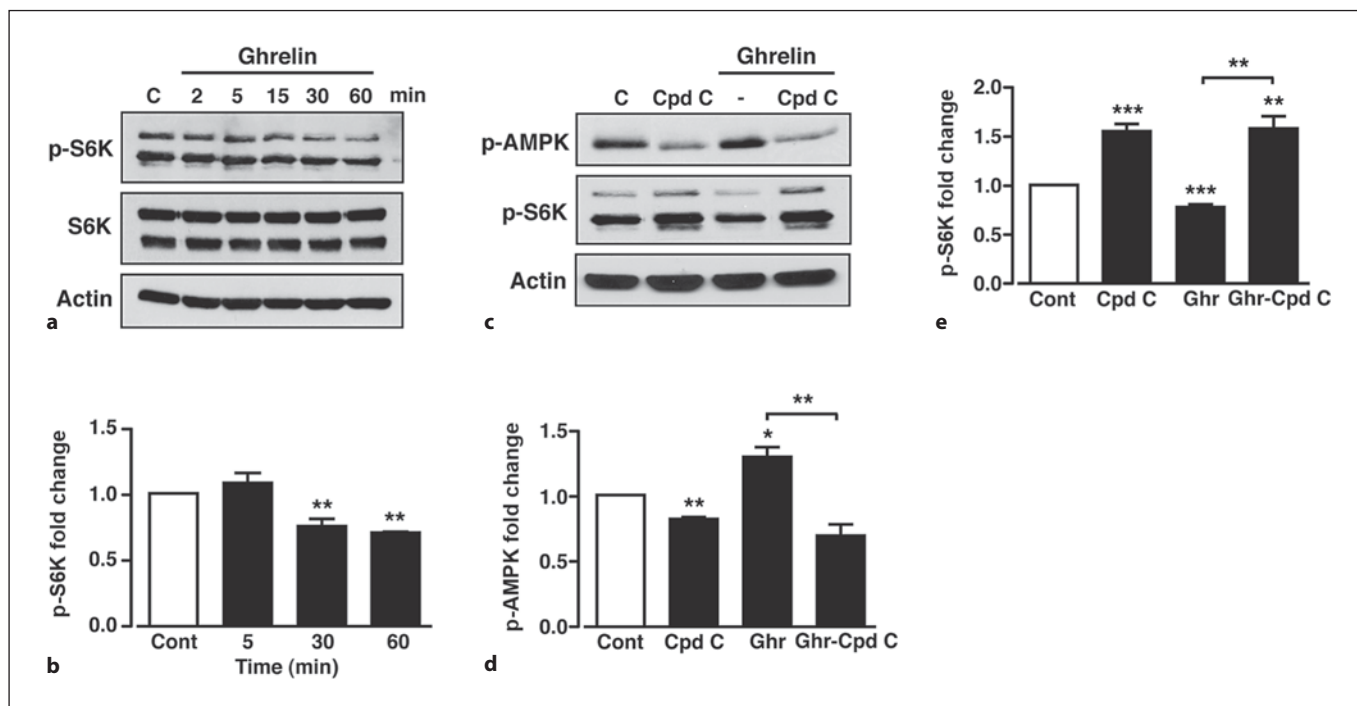 Ghrelin
C 2 5 15 30 60 min
p-S6K
S6K
Actin
a
p-S6K fold change
1.5
1.0
0.5
0.0
** **
Cont 5 30 60
Time (min)
b
Ghrelin
C Cpd C - Cpd C
p-AMPK
p-S6K
Actin
c
p-AMPK fold change
1.5
1.0
0.5
0.0
**
** *
Cont Cpd C Ghr Ghr-Cpd C
d
p-S6K fold change
2.0
1.5
1.0
0.5
0.0
**
*** *** **
Cont Cpd C Ghr Ghr-Cpd C
e